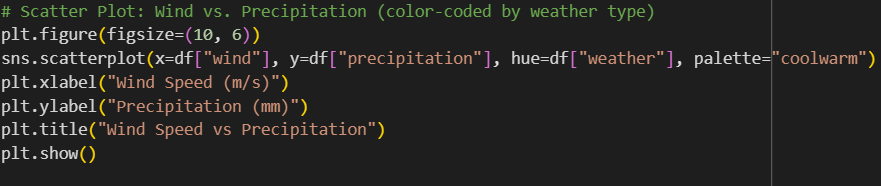 # Scatter Plot: Wind vs. Precipitation (color-coded by weather type)
plt.figure(figsize=(10, 6))
sns.scatterplot(x=df["wind"], y=df["precipitation"], hue=df["weather"], palette="coolwarm")
plt.xlabel("Wind Speed (m/s)")
plt.ylabel("Precipitation (mm)")
plt.title("Wind Speed vs Precipitation")
plt.show()